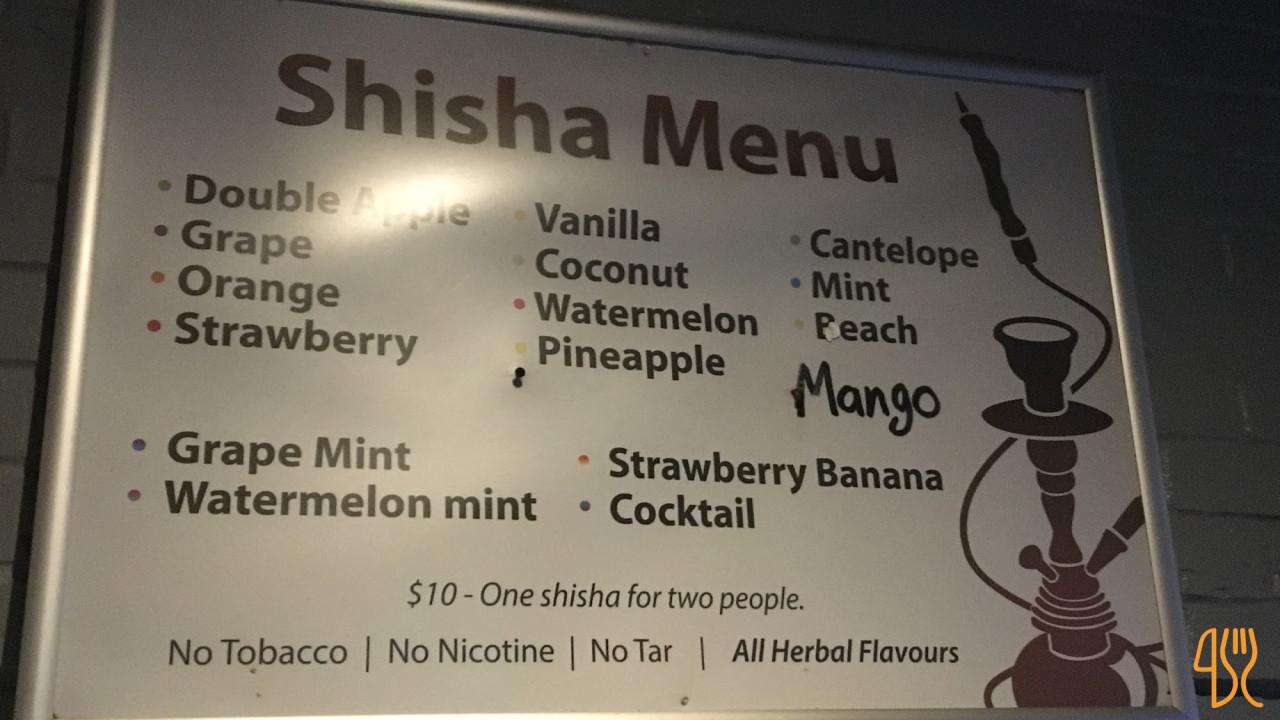 Shisha Menu
• Double Apple
• Grape
• Orange
• Strawberry
• Vanilla
• Coconut
• Watermelon
• Pineapple
• Cantelope
• Mint
• Peach
Mango
• Grape Mint
• Watermelon mint
• Strawberry Banana
• Cocktail
$10 - One shisha for two people.
No Tobacco | No Nicotine | No Tar | All Herbal Flavours